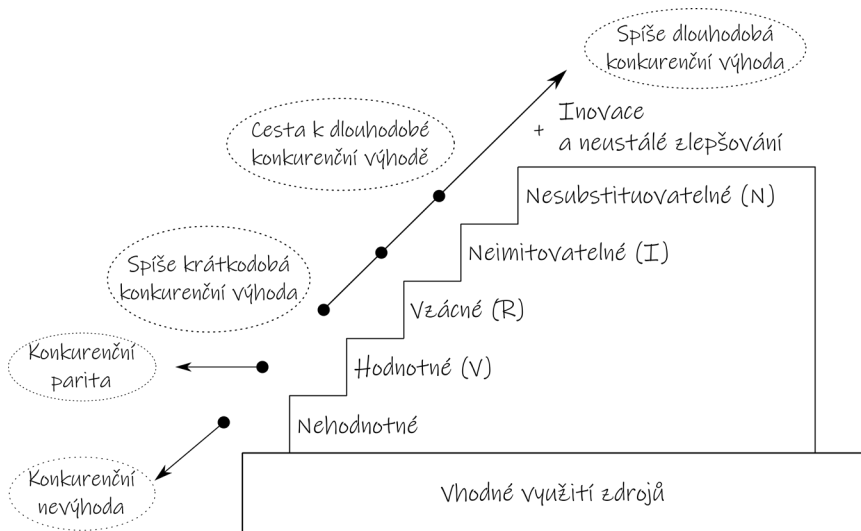 Spíše dlouhodobá
konkurenční výhoda
+ Inovace
a neustálé zlepšování
Cesta k dlouhodobé
konkurenční výhodě
Nesubstituovatelné (N)
Neimitovatelné (I)
Spíše krátkodobá
konkurenční výhoda
Vzácné (R)
Konkurenční
parita
Hodnotné (V)
Nehodnotné
Konkurenční
nevýhoda
Vhodné využití zdrojů